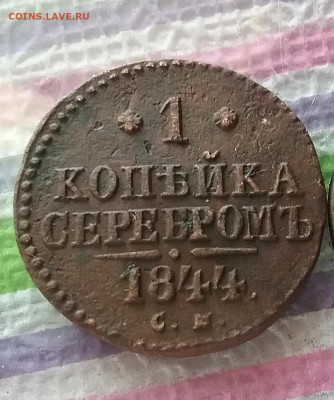 COINS.LAVE.RU
1
КОПѢЙКА
СЕРЕБРОМЪ
1844.
С. М.